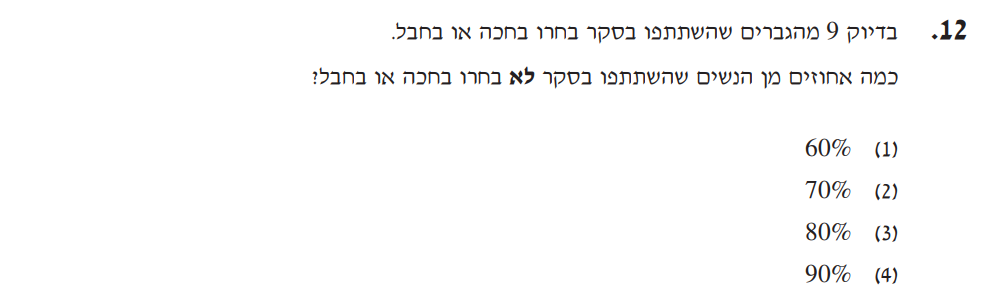 12. בדיוק 9 מהגברים שהשתתפו בסקר בחרו בחכה או בחבל.
כמה אחוזים מן הנשים שהשתתפו בסקר לא בחרו בחכה או בחבל?
(1) 60%
(2) 70%
(3) 80%
(4) 90%